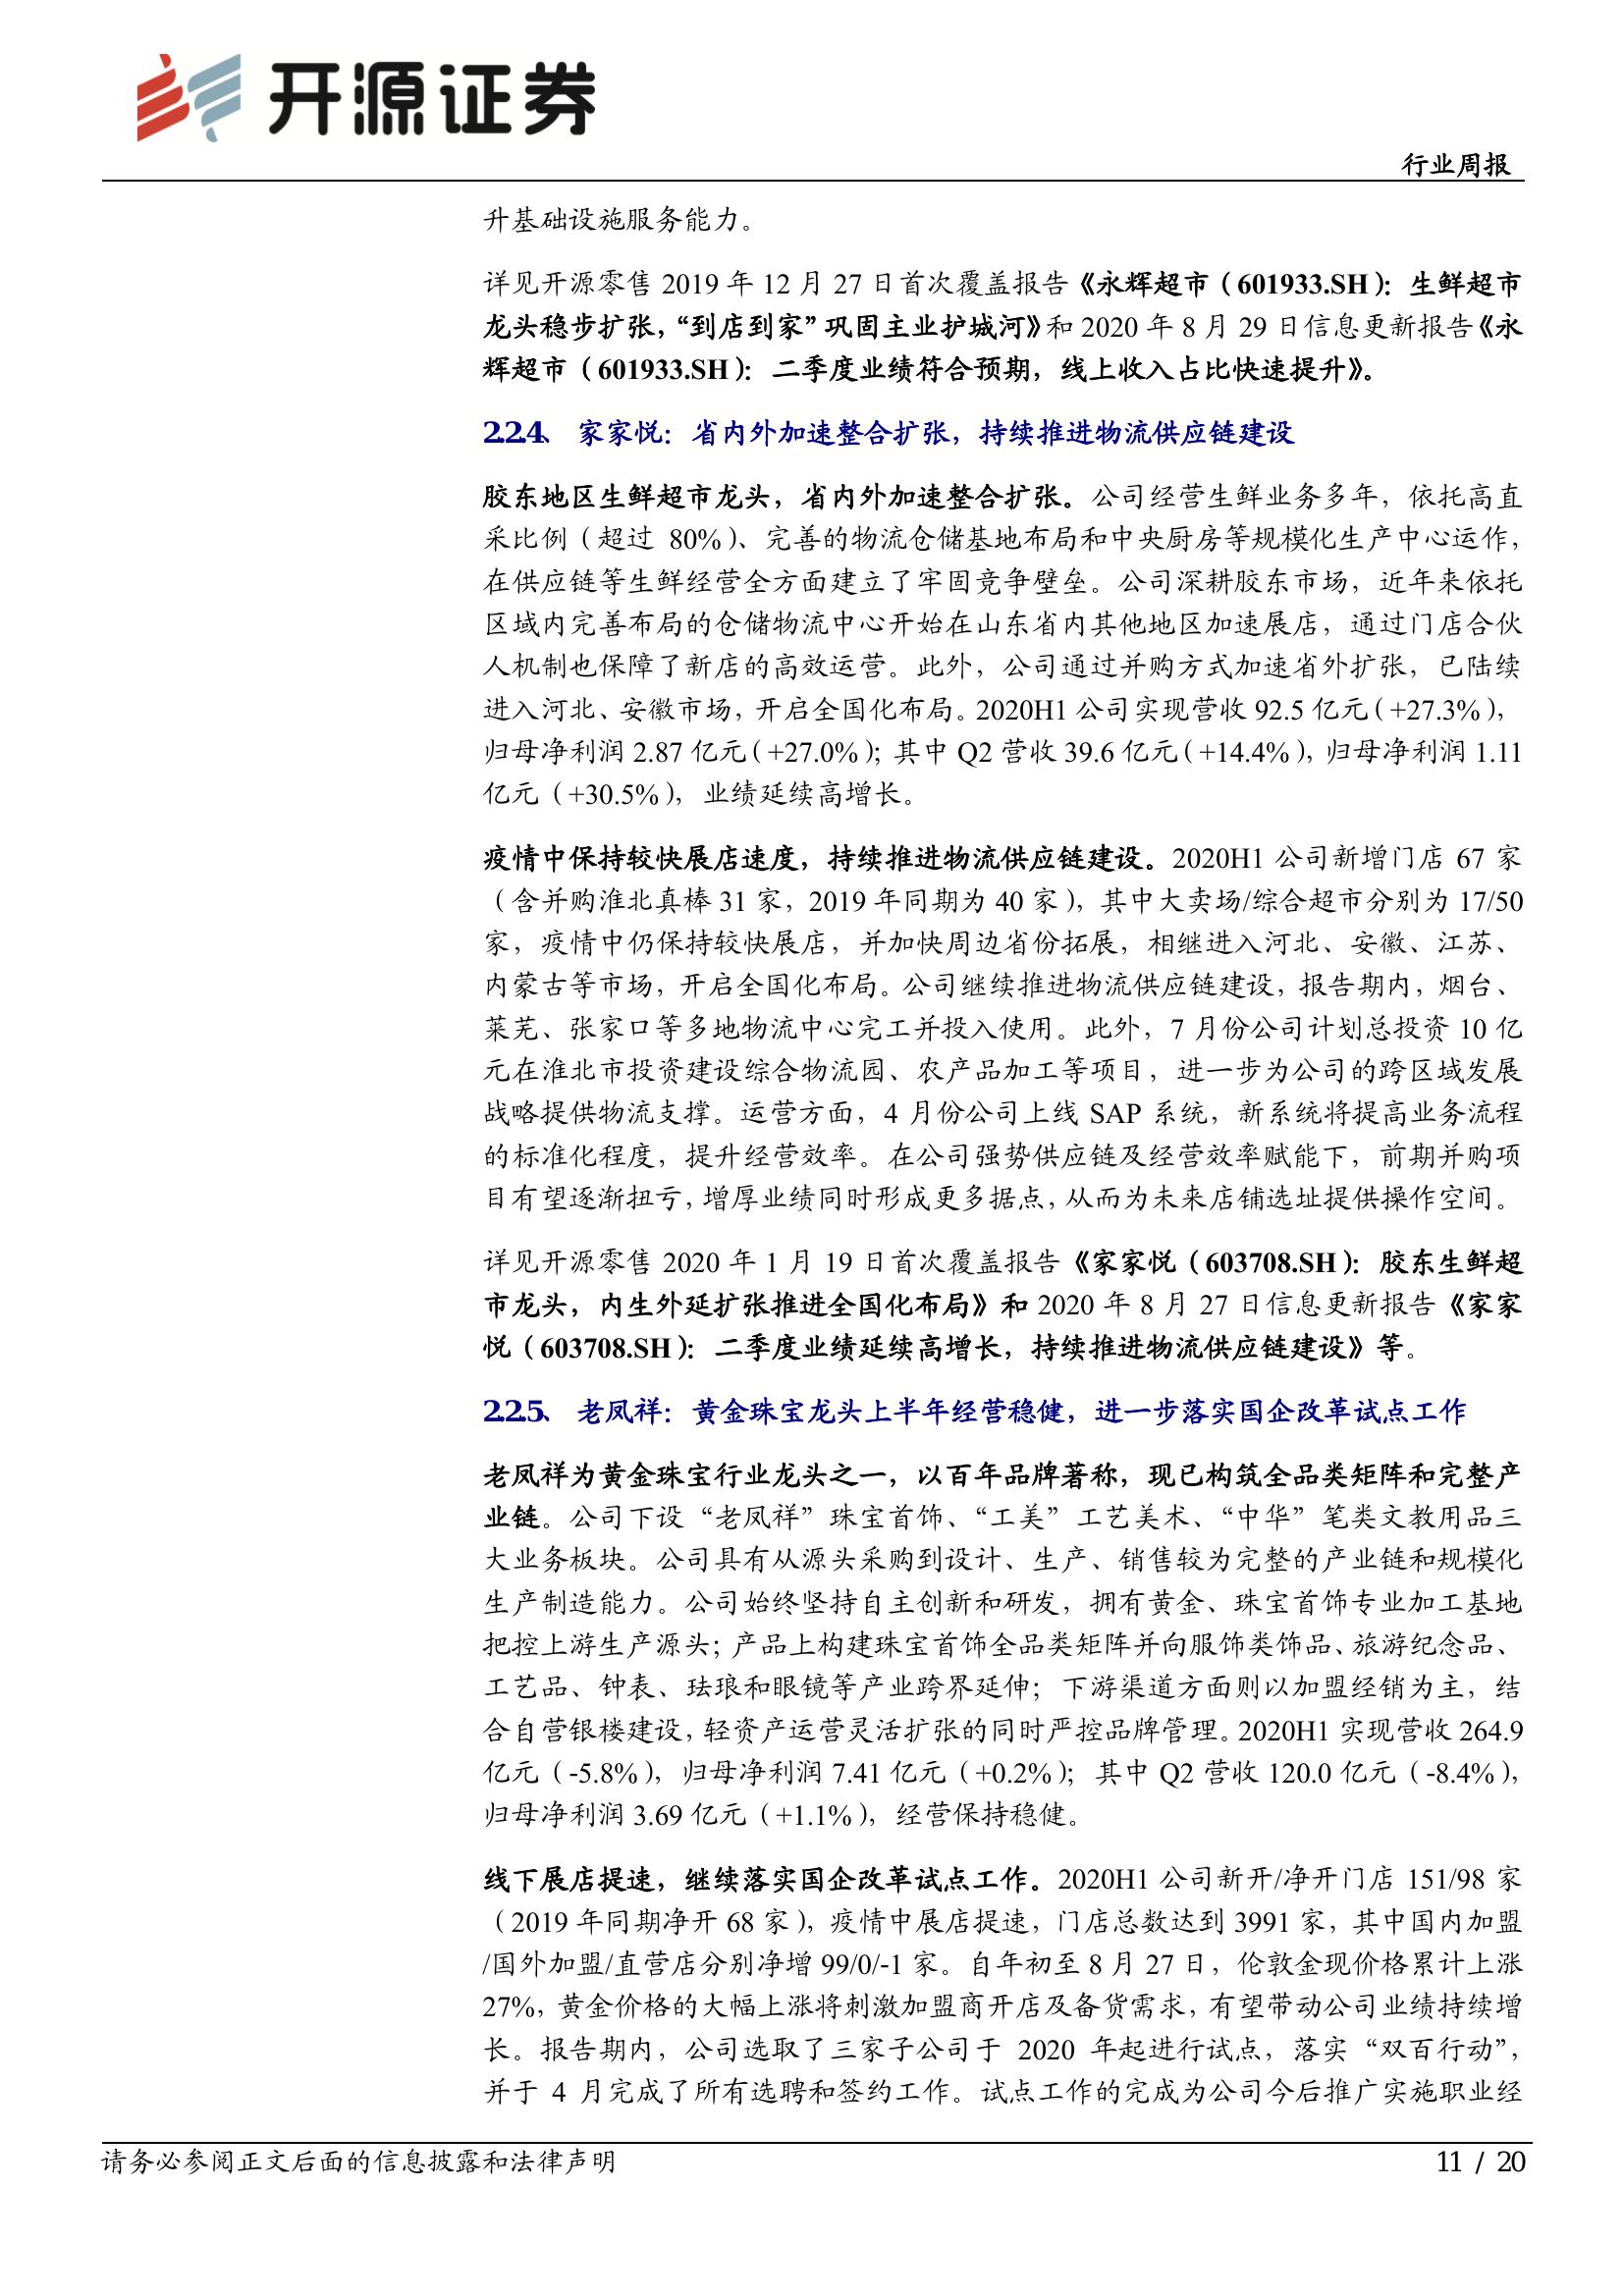 开源证券
行业周报
升基础设施服务能力。
详见开源零售 2019 年 12 月 27 日首次覆盖报告《永辉超市（601933.SH）：生鲜超市
龙头稳步扩张，“到店到家”巩固主业护城河》和 2020 年 8 月 29 日信息更新报告《永
辉超市（601933.SH）：二季度业绩符合预期，线上收入占比快速提升》。
2.2.4、 家家悦：省内外加速整合扩张，持续推进物流供应链建设
胶东地区生鲜超市龙头，省内外加速整合扩张。公司经营生鲜业务多年，依托高直
采比例（超过 80%）、完善的物流仓储基地布局和中央厨房等规模化生产中心运作，
在供应链等生鲜经营全方面建立了牢固竞争壁垒。公司深耕胶东市场，近年来依托
区域内完善布局的仓储物流中心开始在山东省内其他地区加速展店，通过门店合伙
人机制也保障了新店的高效运营。此外，公司通过并购方式加速省外扩张，已陆续
进入河北、安徽市场，开启全国化布局。2020H1 公司实现营收 92.5 亿元（+27.3%），
归母净利润 2.87 亿元（+27.0%）；其中 Q2 营收 39.6 亿元（+14.4%），归母净利润 1.11
亿元（+30.5%），业绩延续高增长。
疫情中保持较快展店速度，持续推进物流供应链建设。2020H1 公司新增门店 67 家
（含并购淮北真棒 31 家，2019 年同期为 40 家），其中大卖场/综合超市分别为 17/50
家，疫情中仍保持较快展店，并加快周边省份拓展，相继进入河北、安徽、江苏、
内蒙古等市场，开启全国化布局。公司继续推进物流供应链建设，报告期内，烟台、
莱芜、张家口等多地物流中心完工并投入使用。此外，7 月份公司计划总投资 10 亿
元在淮北市投资建设综合物流园、农产品加工等项目，进一步为公司的跨区域发展
战略提供物流支撑。运营方面，4 月份公司上线 SAP 系统，新系统将提高业务流程
的标准化程度，提升经营效率。在公司强势供应链及经营效率赋能下，前期并购项
目有望逐渐扭亏，增厚业绩同时形成更多据点，从而为未来店铺选址提供操作空间。
详见开源零售 2020 年 1 月 19 日首次覆盖报告《家家悦（603708.SH）：胶东生鲜超
市龙头，内生外延扩张推进全国化布局》和 2020 年 8 月 27 日信息更新报告《家家
悦（603708.SH）：二季度业绩延续高增长，持续推进物流供应链建设》等。
2.2.5、 老凤祥：黄金珠宝龙头上半年经营稳健，进一步落实国企改革试点工作
老凤祥为黄金珠宝行业龙头之一，以百年品牌著称，现已构筑全品类矩阵和完整产
业链。公司下设“老凤祥”珠宝首饰、“工美”工艺美术、“中华”笔类文教用品三
大业务板块。公司具有从源头采购到设计、生产、销售较为完整的产业链和规模化
生产制造能力。公司始终坚持自主创新和研发，拥有黄金、珠宝首饰专业加工基地
把控上游生产源头；产品上构建珠宝首饰全品类矩阵并向服饰类饰品、旅游纪念品、
工艺品、钟表、珐琅和眼镜等产业跨界延伸；下游渠道方面则以加盟经销为主，结
合自营银楼建设，轻资产运营灵活扩张的同时严控品牌管理。2020H1 实现营收 264.9
亿元（-5.8%），归母净利润 7.41 亿元（+0.2%）；其中 Q2 营收 120.0 亿元（-8.4%），
归母净利润 3.69 亿元（+1.1%），经营保持稳健。
线下展店提速，继续落实国企改革试点工作。2020H1 公司新开/净开门店 151/98 家
（2019 年同期净开 68 家），疫情中展店提速，门店总数达到 3991 家，其中国内加盟
/国外加盟/直营店分别净增 99/0/-1 家。自年初至 8 月 27 日，伦敦金现价格累计上涨
27%，黄金价格的大幅上涨将刺激加盟商开店及备货需求，有望带动公司业绩持续增
长。报告期内，公司选取了三家子公司于 2020 年起进行试点，落实“双百行动”，
并于 4 月完成了所有选聘和签约工作。试点工作的完成为公司今后推广实施职业经
请务必参阅正文后面的信息披露和法律声明
11 / 20